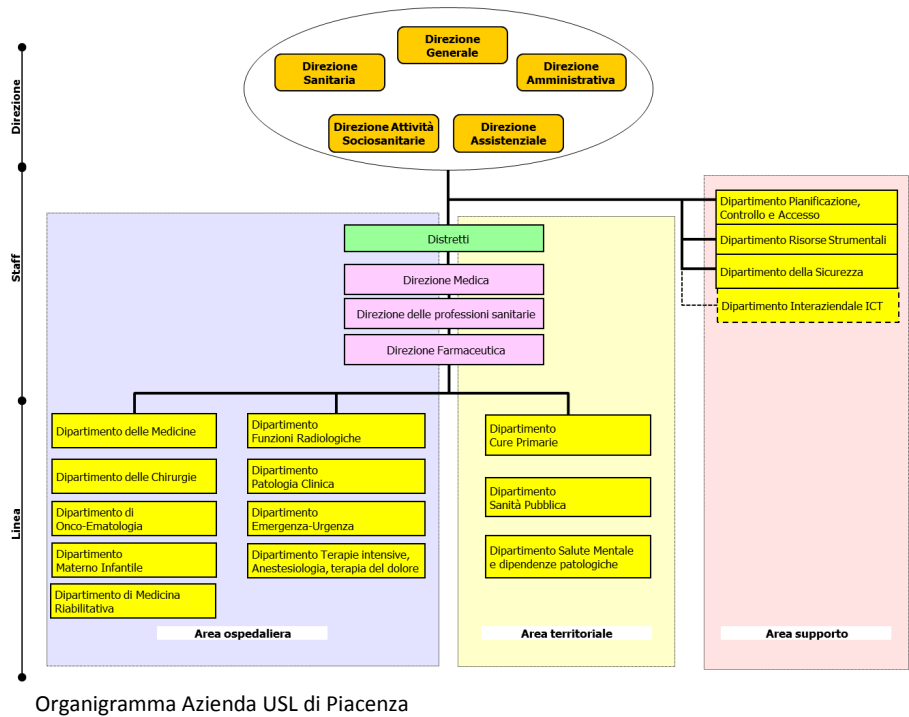 Direzione
Direzione
Generale
Direzione
Sanitaria
Direzione
Amministrativa
Direzione Attività
Sociosanitarie
Direzione
Assistenziale
Staff
Dipartimento Pianificazione,
Controllo e Accesso
Distretti
Dipartimento Risorse Strumentali
Direzione Medica
Dipartimento della Sicurezza
Direzione delle professioni sanitarie
Dipartimento Interaziendale ICT
Direzione Farmaceutica
Linea
Dipartimento delle Medicine
Dipartimento delle Chirurgie
Dipartimento di
Onco-Ematologia
Dipartimento
Materno Infantile
Dipartimento di Medicina
Riabilitativa
Dipartimento
Funzioni Radiologiche
Dipartimento
Patologia Clinica
Dipartimento
Emergenza-Urgenza
Dipartimento Terapie intensive,
Anestesiologia, terapia del dolore
Dipartimento
Cure Primarie
Dipartimento
Sanità Pubblica
Dipartimento Salute Mentale
e dipendenze patologiche
Area ospedaliera
Area territoriale
Area supporto
Organigramma Azienda USL di Piacenza